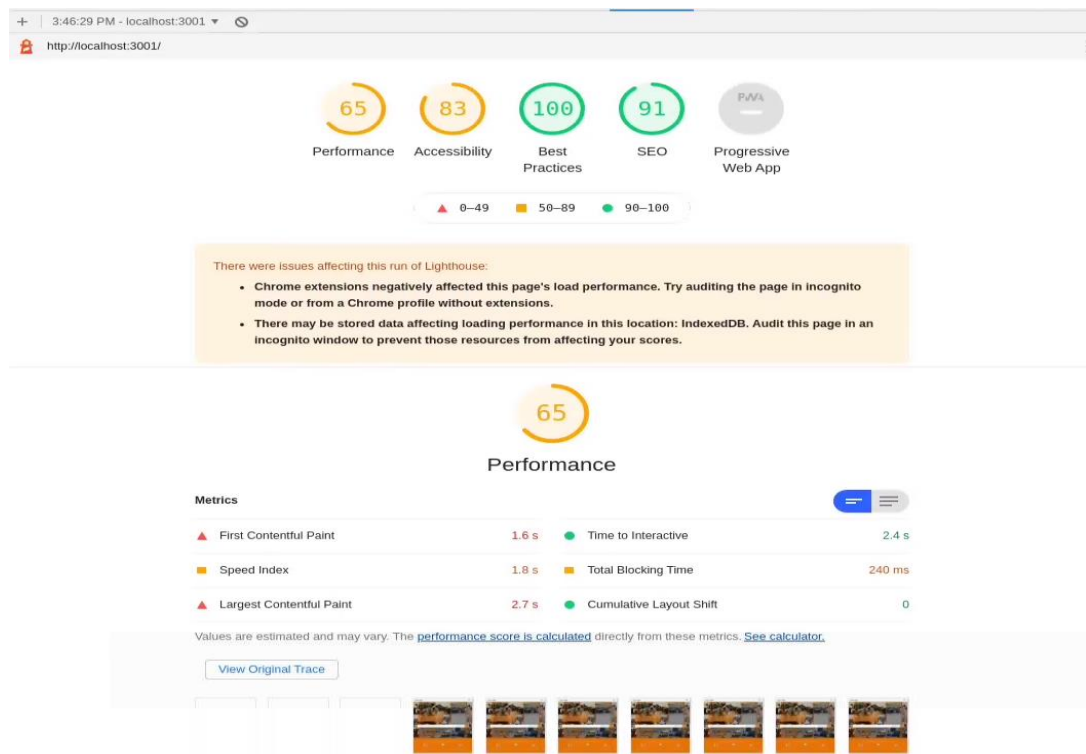 + 3:46:29 PM - localhost:3001 ▼
http://localhost:3001/
65 83 100 91 PWA
Performance Accessibility Best Practices SEO Progressive Web App
0–49 50–89 90–100
There were issues affecting this run of Lighthouse:
• Chrome extensions negatively affected this page's load performance. Try auditing the page in incognito
mode or from a Chrome profile without extensions.
• There may be stored data affecting loading performance in this location: IndexedDB. Audit this page in an
incognito window to prevent those resources from affecting your scores.
65
Performance
Metrics
First Contentful Paint 1.6 s Time to Interactive 2.4 s
Speed Index 1.8 s Total Blocking Time 240 ms
Largest Contentful Paint 2.7 s Cumulative Layout Shift 0
Values are estimated and may vary. The performance score is calculated directly from these metrics. See calculator.
View Original Trace